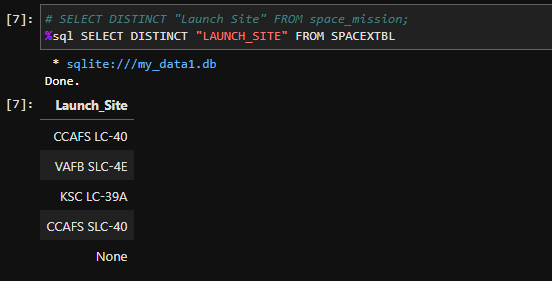 [7]: # SELECT DISTINCT "Launch Site" FROM space_mission;
%sql SELECT DISTINCT "LAUNCH_SITE" FROM SPACEXTBL
* sqlite:///my_data1.db
Done.
[7]: Launch_Site
CCAFS LC-40
VAFB SLC-4E
KSC LC-39A
CCAFS SLC-40
None